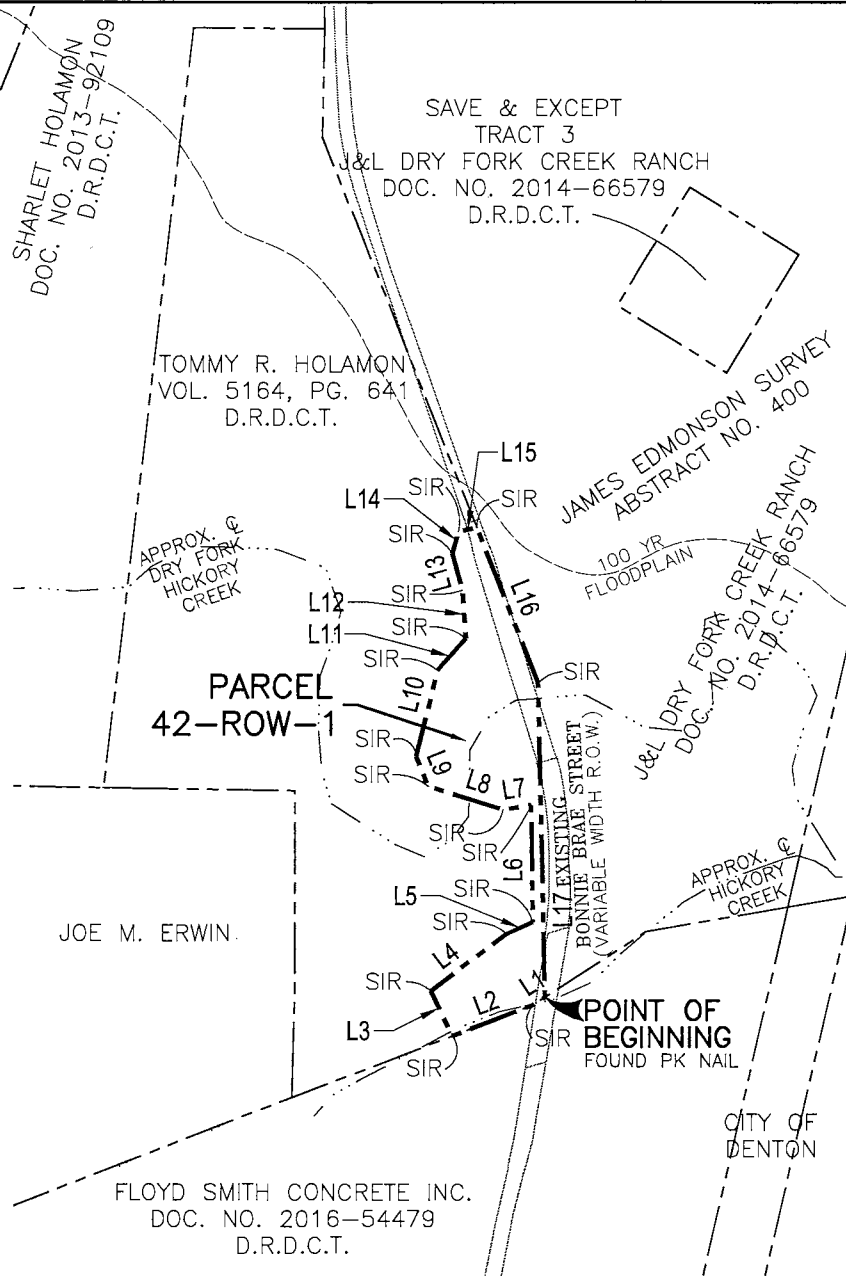 SHARLET HOLAMON
DOC. NO. 2013-92109
D.R.D.C.T.
SAVE & EXCEPT
TRACT 3
J&L DRY FORK CREEK RANCH
DOC. NO. 2014-66579
D.R.D.C.T.
TOMMY R. HOLAMON
VOL. 5164, PG. 641
D.R.D.C.T.
JAMES EDMONSON SURVEY
ABSTRACT NO. 400
L15
SIR
SIR
L14
SIR
APPROX. ℄
DRY FORK
HICKORY
CREEK
L13
L16
100 YR
FLOODPLAIN
J&L DRY FORK CREEK RANCH
DOC. NO. 2014-66579
D.R.D.C.T.
SIR
L12
SIR
L11
SIR
SIR
L10
PARCEL
42-ROW-1
SIR
L9
SIR
L8
L7
SIR
SIR
L6
L17
EXISTING
BONNIE BRAE STREET
(VARIABLE WIDTH R.O.W.)
APPROX. ℄
HICKORY
CREEK
SIR
L5
SIR
JOE M. ERWIN
L4
SIR
L3
L2
L1
SIR
SIR
POINT OF
BEGINNING
FOUND PK NAIL
CITY OF
DENTON
FLOYD SMITH CONCRETE INC.
DOC. NO. 2016-54479
D.R.D.C.T.